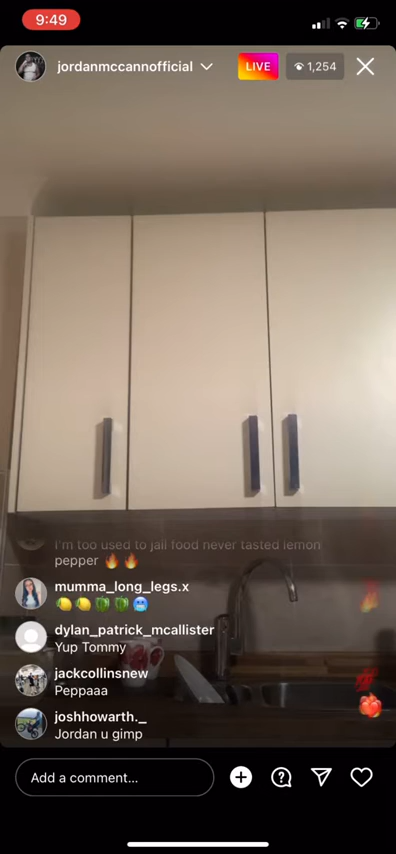 9:49
jordanmccannofficial
LIVE
1,254
I'm too used to jail food never tasted lemon
pepper 🔥 🔥
mumma_long_legs.x
🍋 🍋 🫑 🫑 🥶
dylan_patrick_mcallister
Yup Tommy
jackcollinsnew
Peppaaa
joshhowarth._
Jordan u gimp
Add a comment...